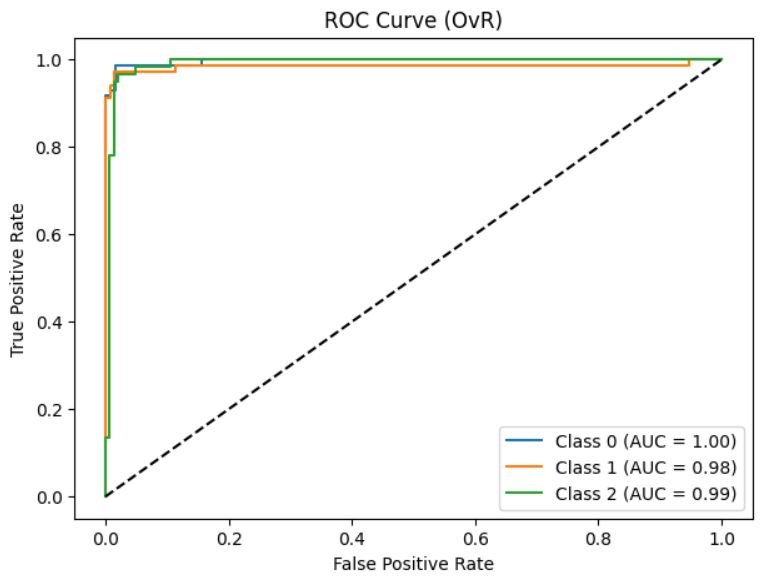 ROC Curve (OvR)
True Positive Rate
1.0
0.8
0.6
0.4
0.2
0.0
Class 0 (AUC = 1.00)
Class 1 (AUC = 0.98)
Class 2 (AUC = 0.99)
0.0 0.2 0.4 0.6 0.8 1.0
False Positive Rate